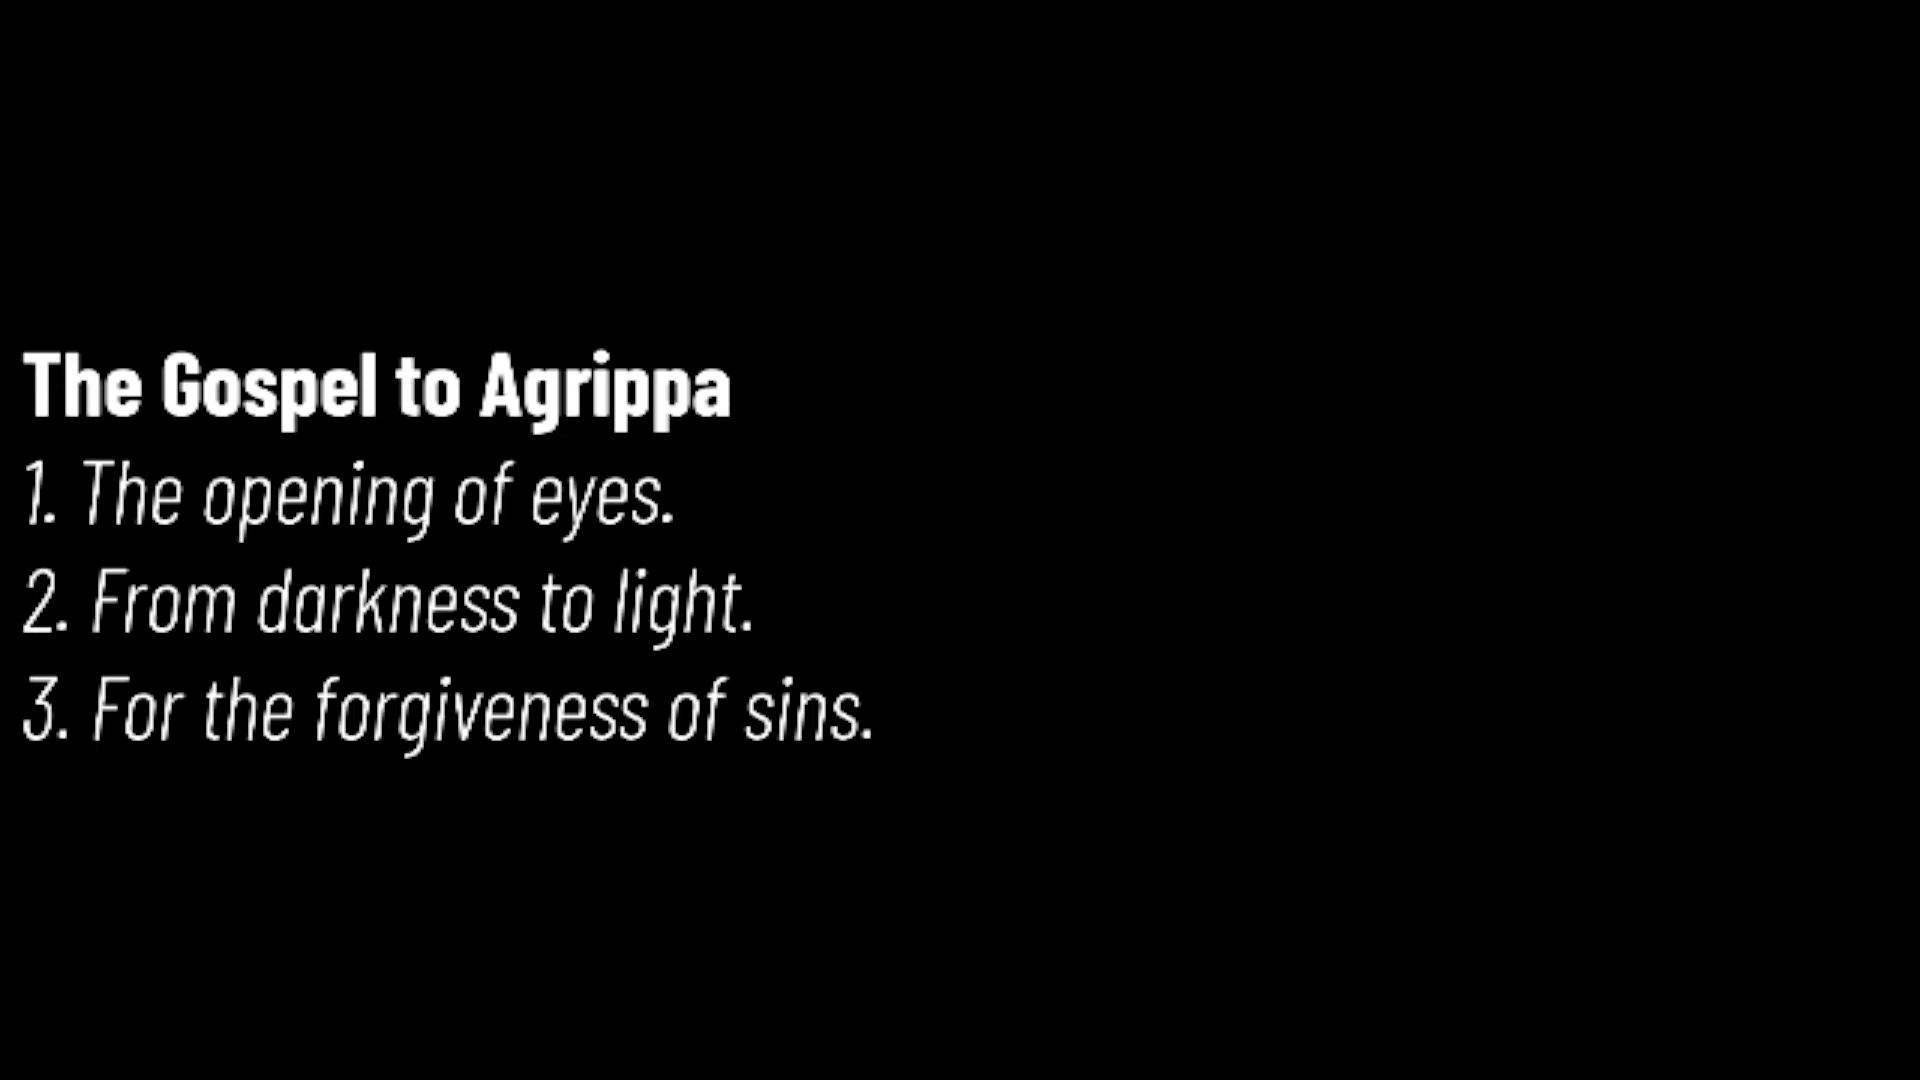 The Gospel to Agrippa
1. The opening of eyes.
2. From darkness to light.
3. For the forgiveness of sins.